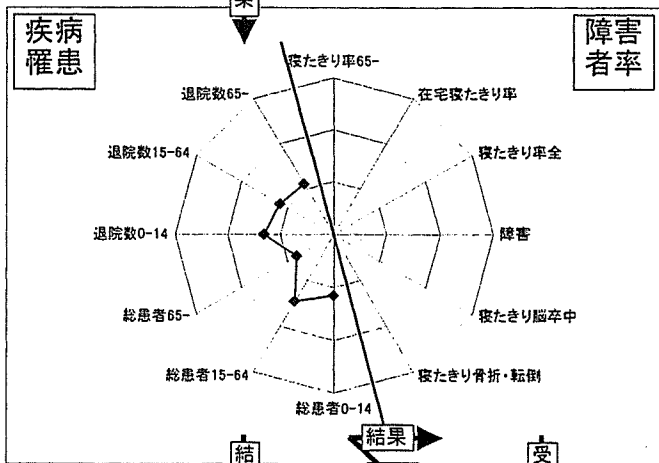 果
疾病
罹患
障害
者率
寝たきり率65-
退院数65-
在宅寝たきり率
退院数15-64
寝たきり率全
退院数0-14
障害
総患者65-
寝たきり脳卒中
総患者15-64
寝たきり骨折・転倒
総患者0-14
結果
結
受